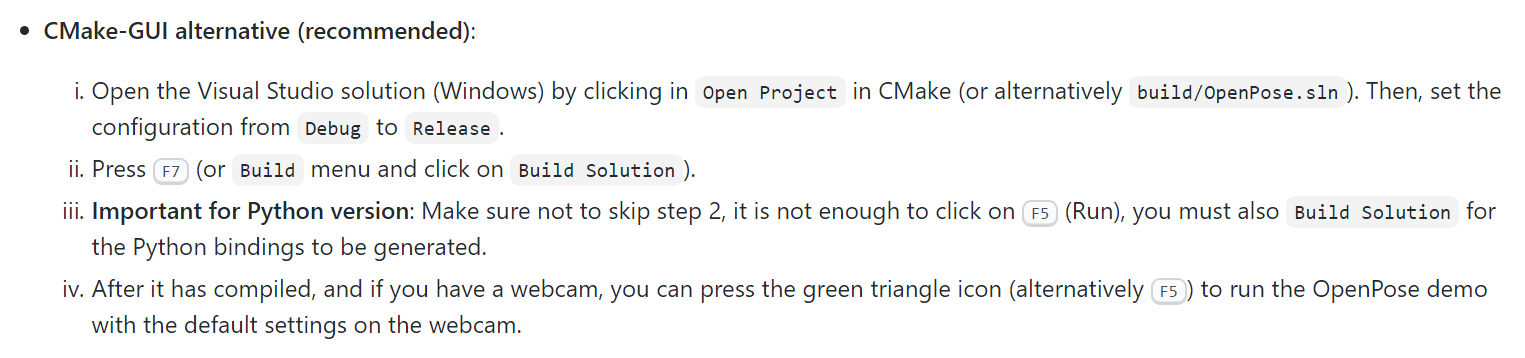 • CMake-GUI alternative (recommended):
i. Open the Visual Studio solution (Windows) by clicking in Open Project in CMake (or alternatively build/OpenPose.sln ). Then, set the
configuration from Debug to Release .
ii. Press F7 (or Build menu and click on Build Solution ).
iii. Important for Python version: Make sure not to skip step 2, it is not enough to click on F5 (Run), you must also Build Solution for
the Python bindings to be generated.
iv. After it has compiled, and if you have a webcam, you can press the green triangle icon (alternatively F5 ) to run the OpenPose demo
with the default settings on the webcam.